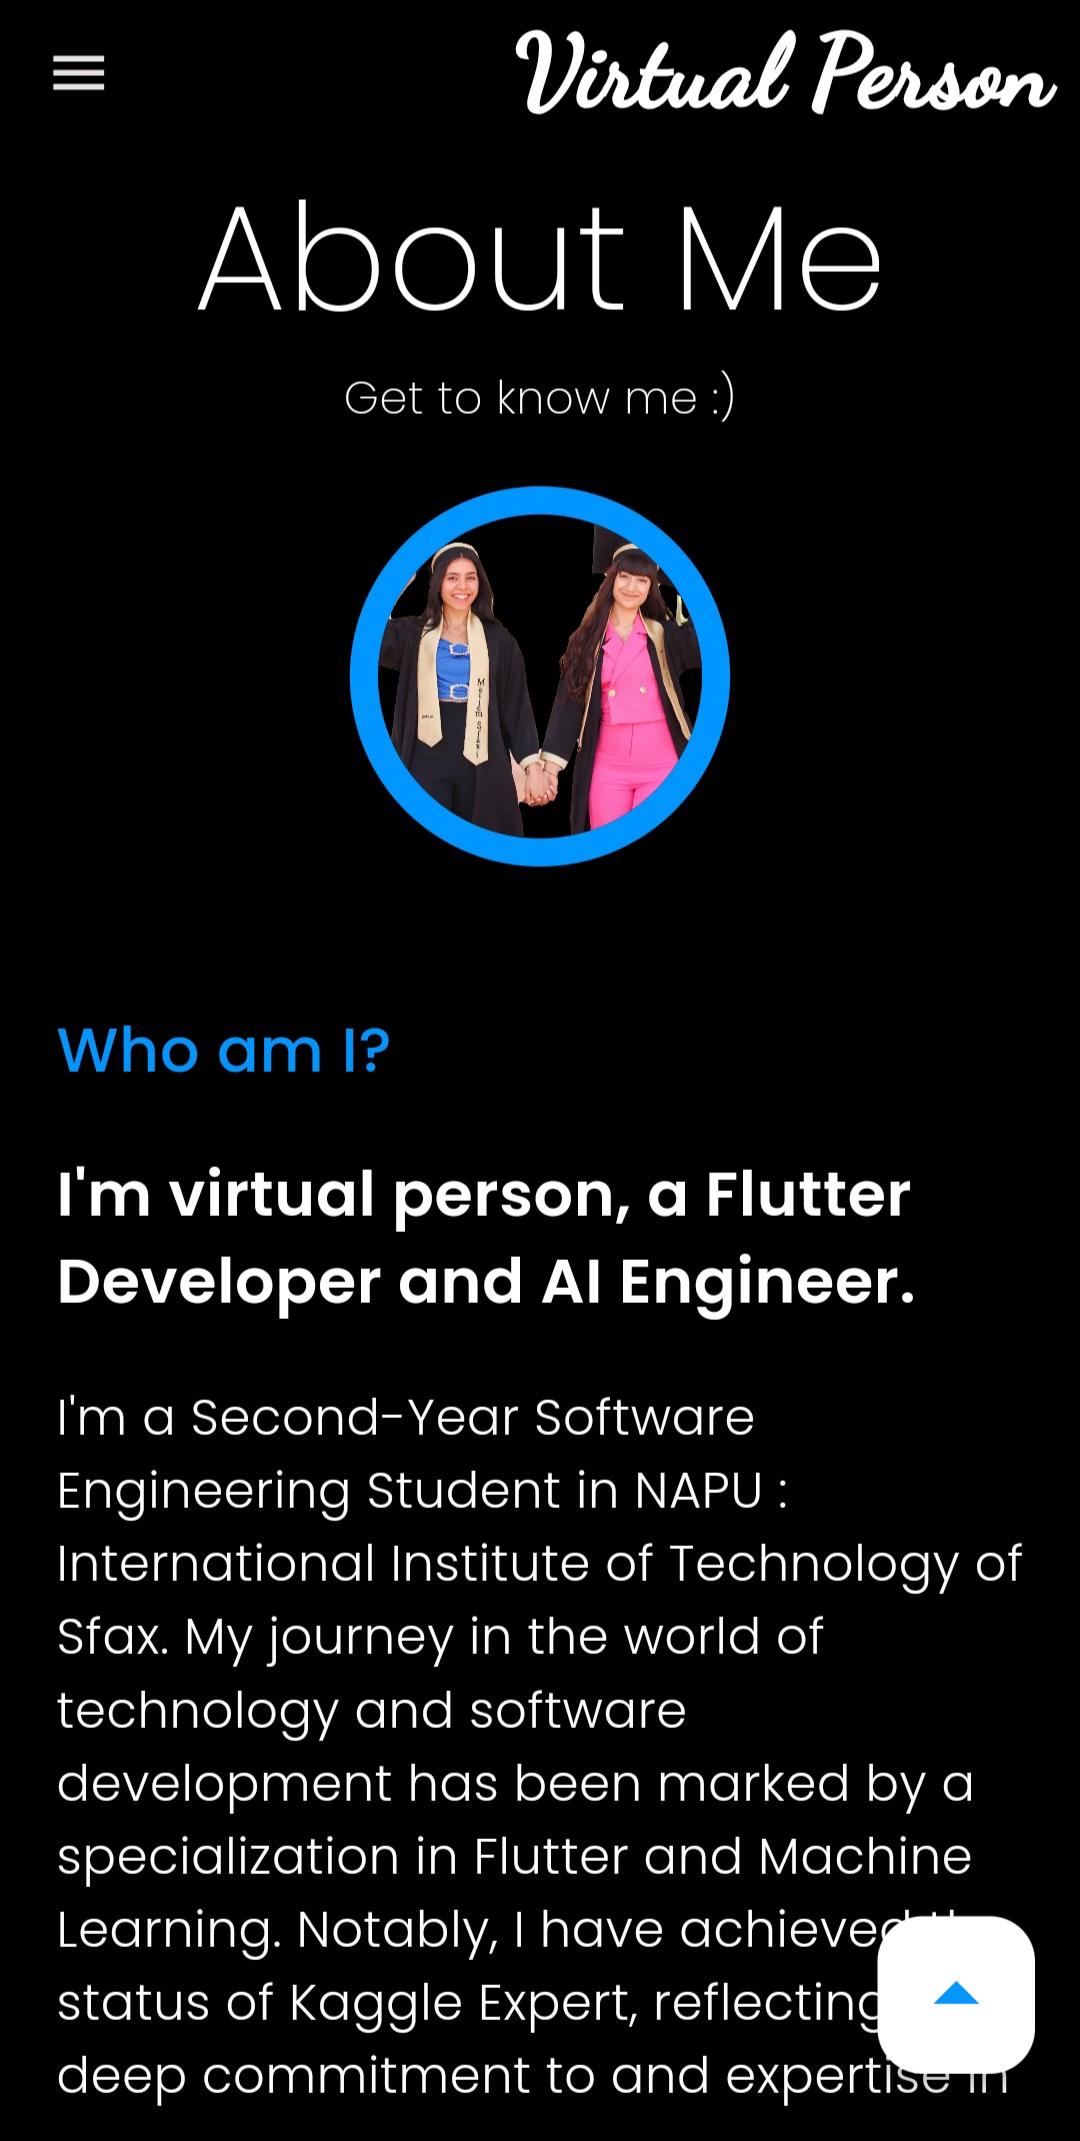 Virtual Person
About Me
Get to know me :)
Who am I?
I'm virtual person, a Flutter
Developer and AI Engineer.
I'm a Second-Year Software
Engineering Student in NAPU :
International Institute of Technology of
Sfax. My journey in the world of
technology and software
development has been marked by a
specialization in Flutter and Machine
Learning. Notably, I have achieved
status of Kaggle Expert, reflecting
deep commitment to and expertise in